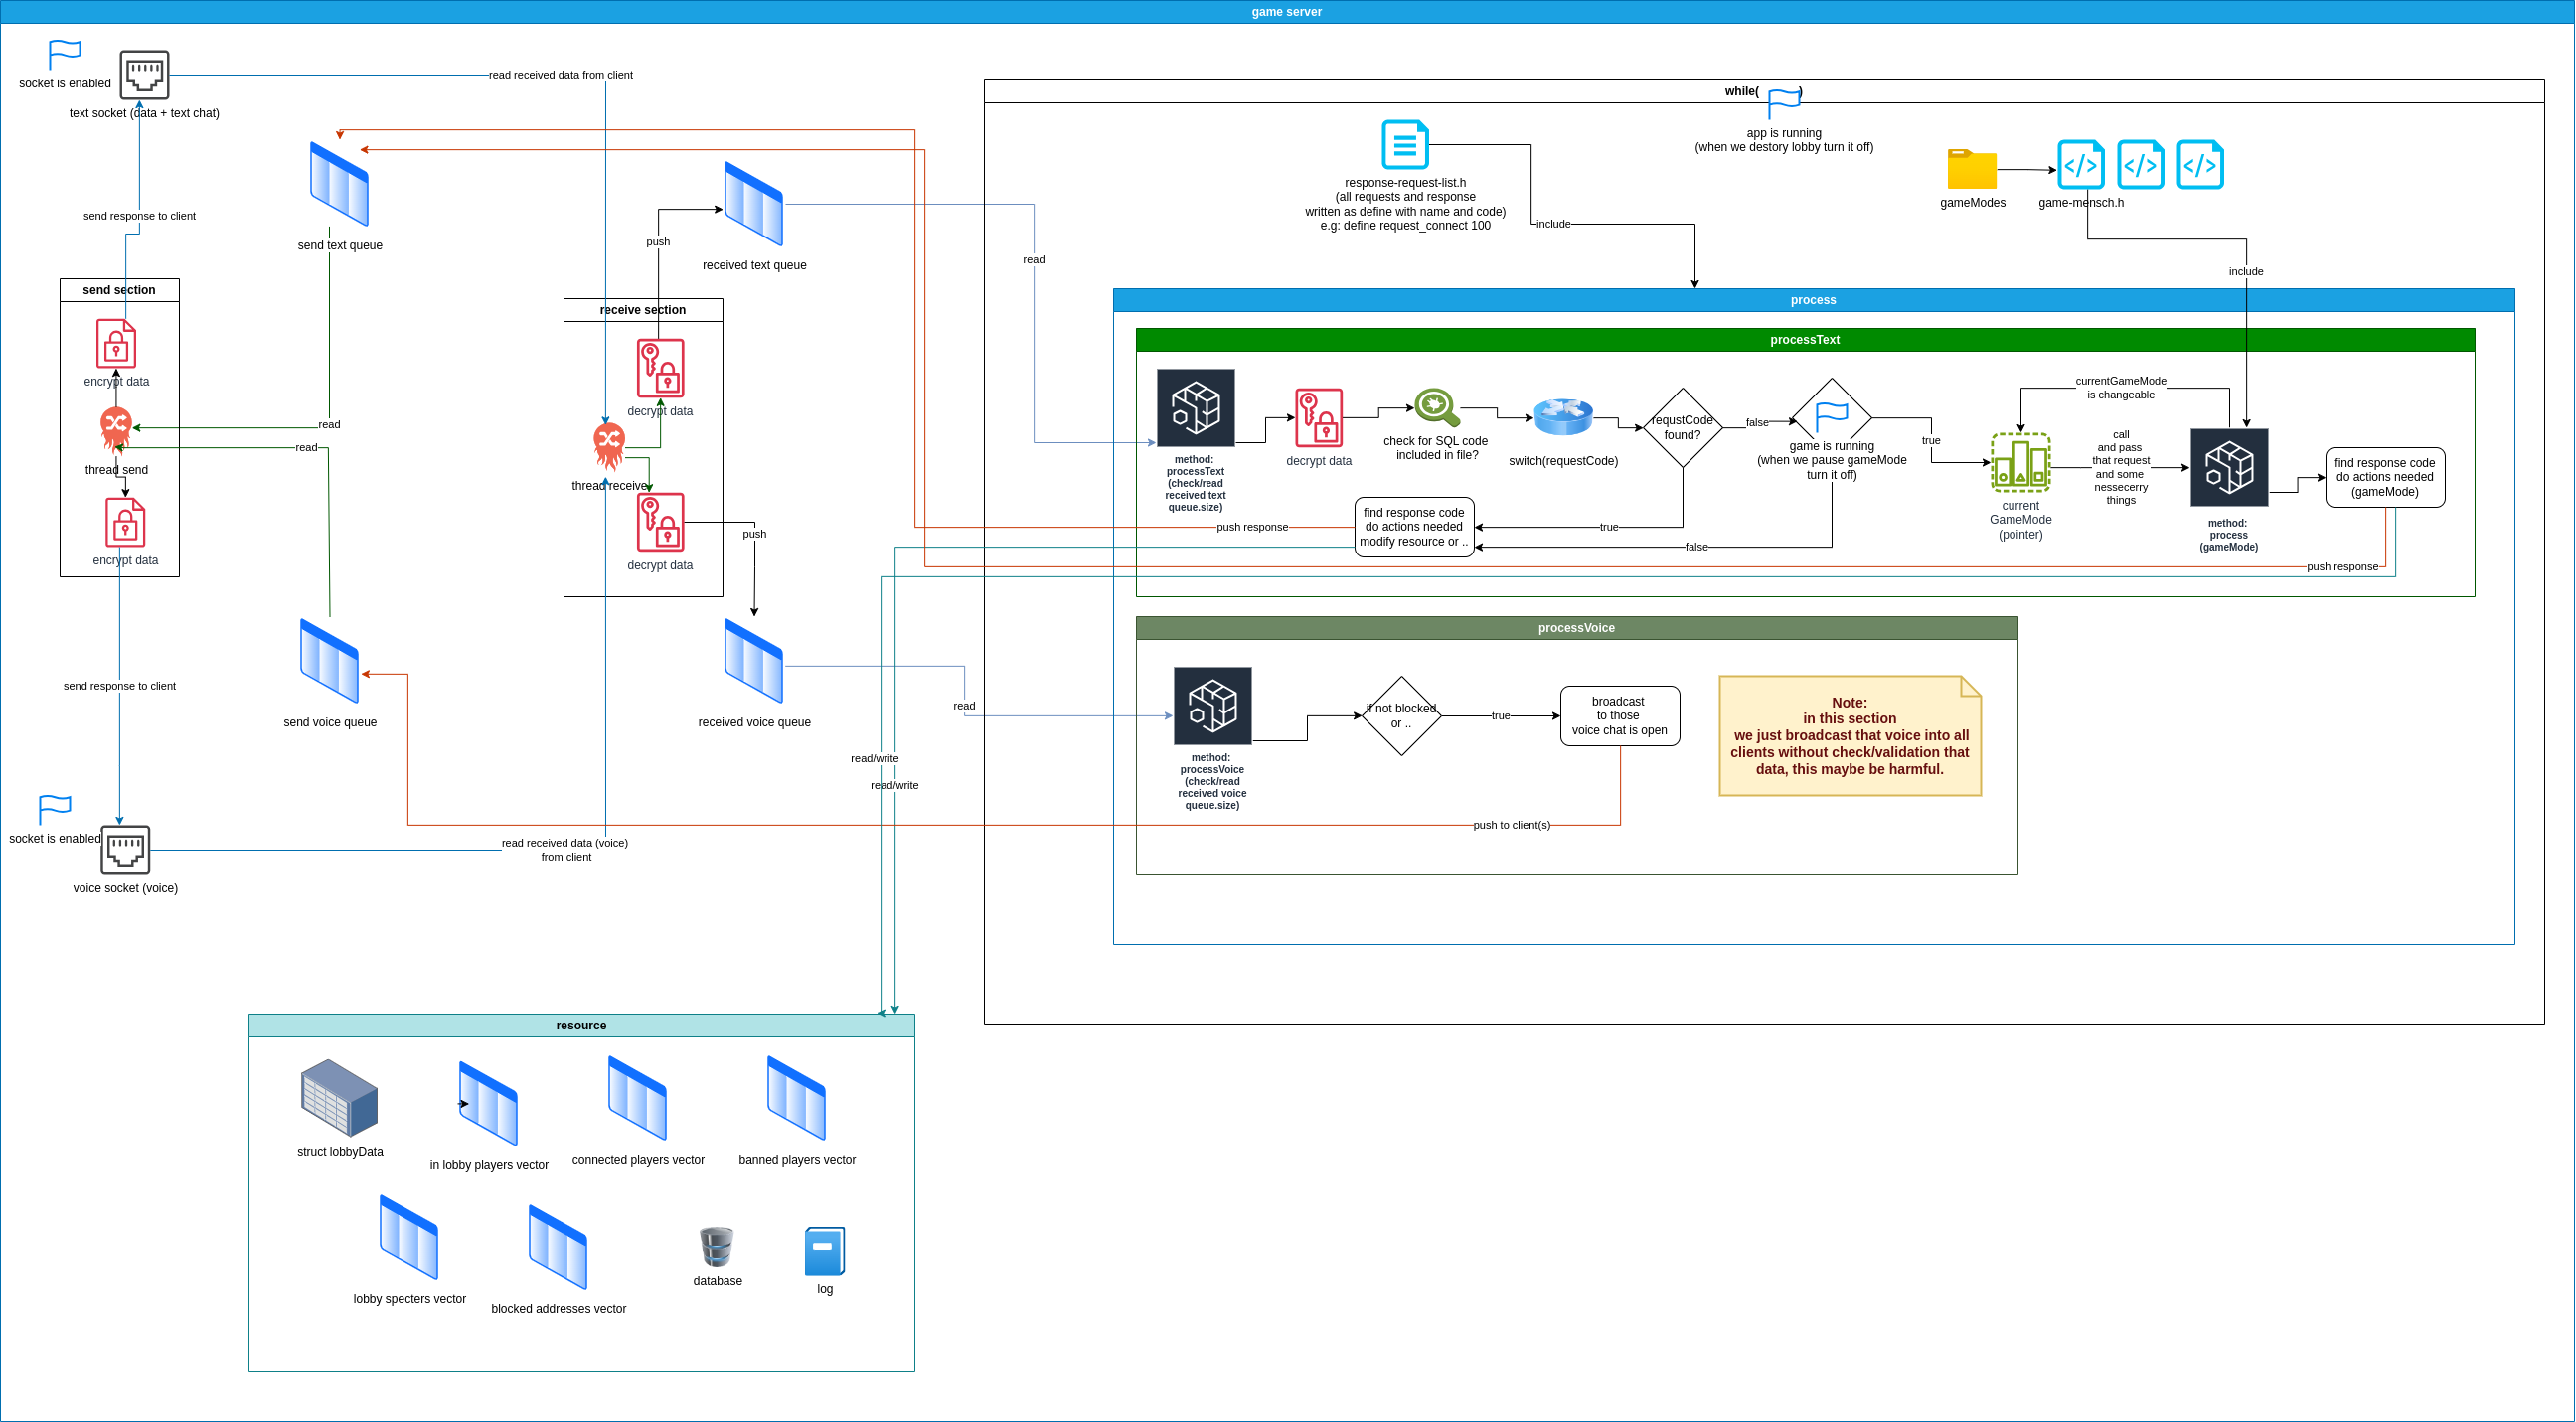 game server
socket is enabled
text socket (data + text chat)
read received data from client
send response to client
send text queue
push
received text queue
read
send section
encrypt data
thread send
encrypt data
read
read
receive section
decrypt data
thread receive
decrypt data
push
send voice queue
received voice queue
read
send response to client
socket is enabled
voice socket (voice)
read received data (voice)
from client
read/write
read/write
while(
)
app is running
(when we destory lobby turn it off)
response-request-list.h
(all requests and response
written as define with name and code)
e.g: define request_connect 100
include
gameModes
game-mensch.h
include
process
processText
method:
processText
(check/read
received text
queue.size)
decrypt data
check for SQL code
included in file?
switch(requestCode)
requstCode
found?
false
game is running
(when we pause gameMode
turn it off)
true
currentGameMode
is changeable
current
GameMode
(pointer)
call
and pass
that request
and some
nessecerry
things
method:
process
(gameMode)
find response code
do actions needed
(gameMode)
push response
find response code
do actions needed
modify resource or ..
true
false
push response
processVoice
method:
processVoice
(check/read
received voice
queue.size)
if not blocked
or ..
true
broadcast
to those
voice chat is open
push to client(s)
Note:
in this section
we just broadcast that voice into all
clients without check/validation that
data, this maybe be harmful.
resource
struct lobbyData
in lobby players vector
connected players vector
banned players vector
lobby specters vector
blocked addresses vector
database
log